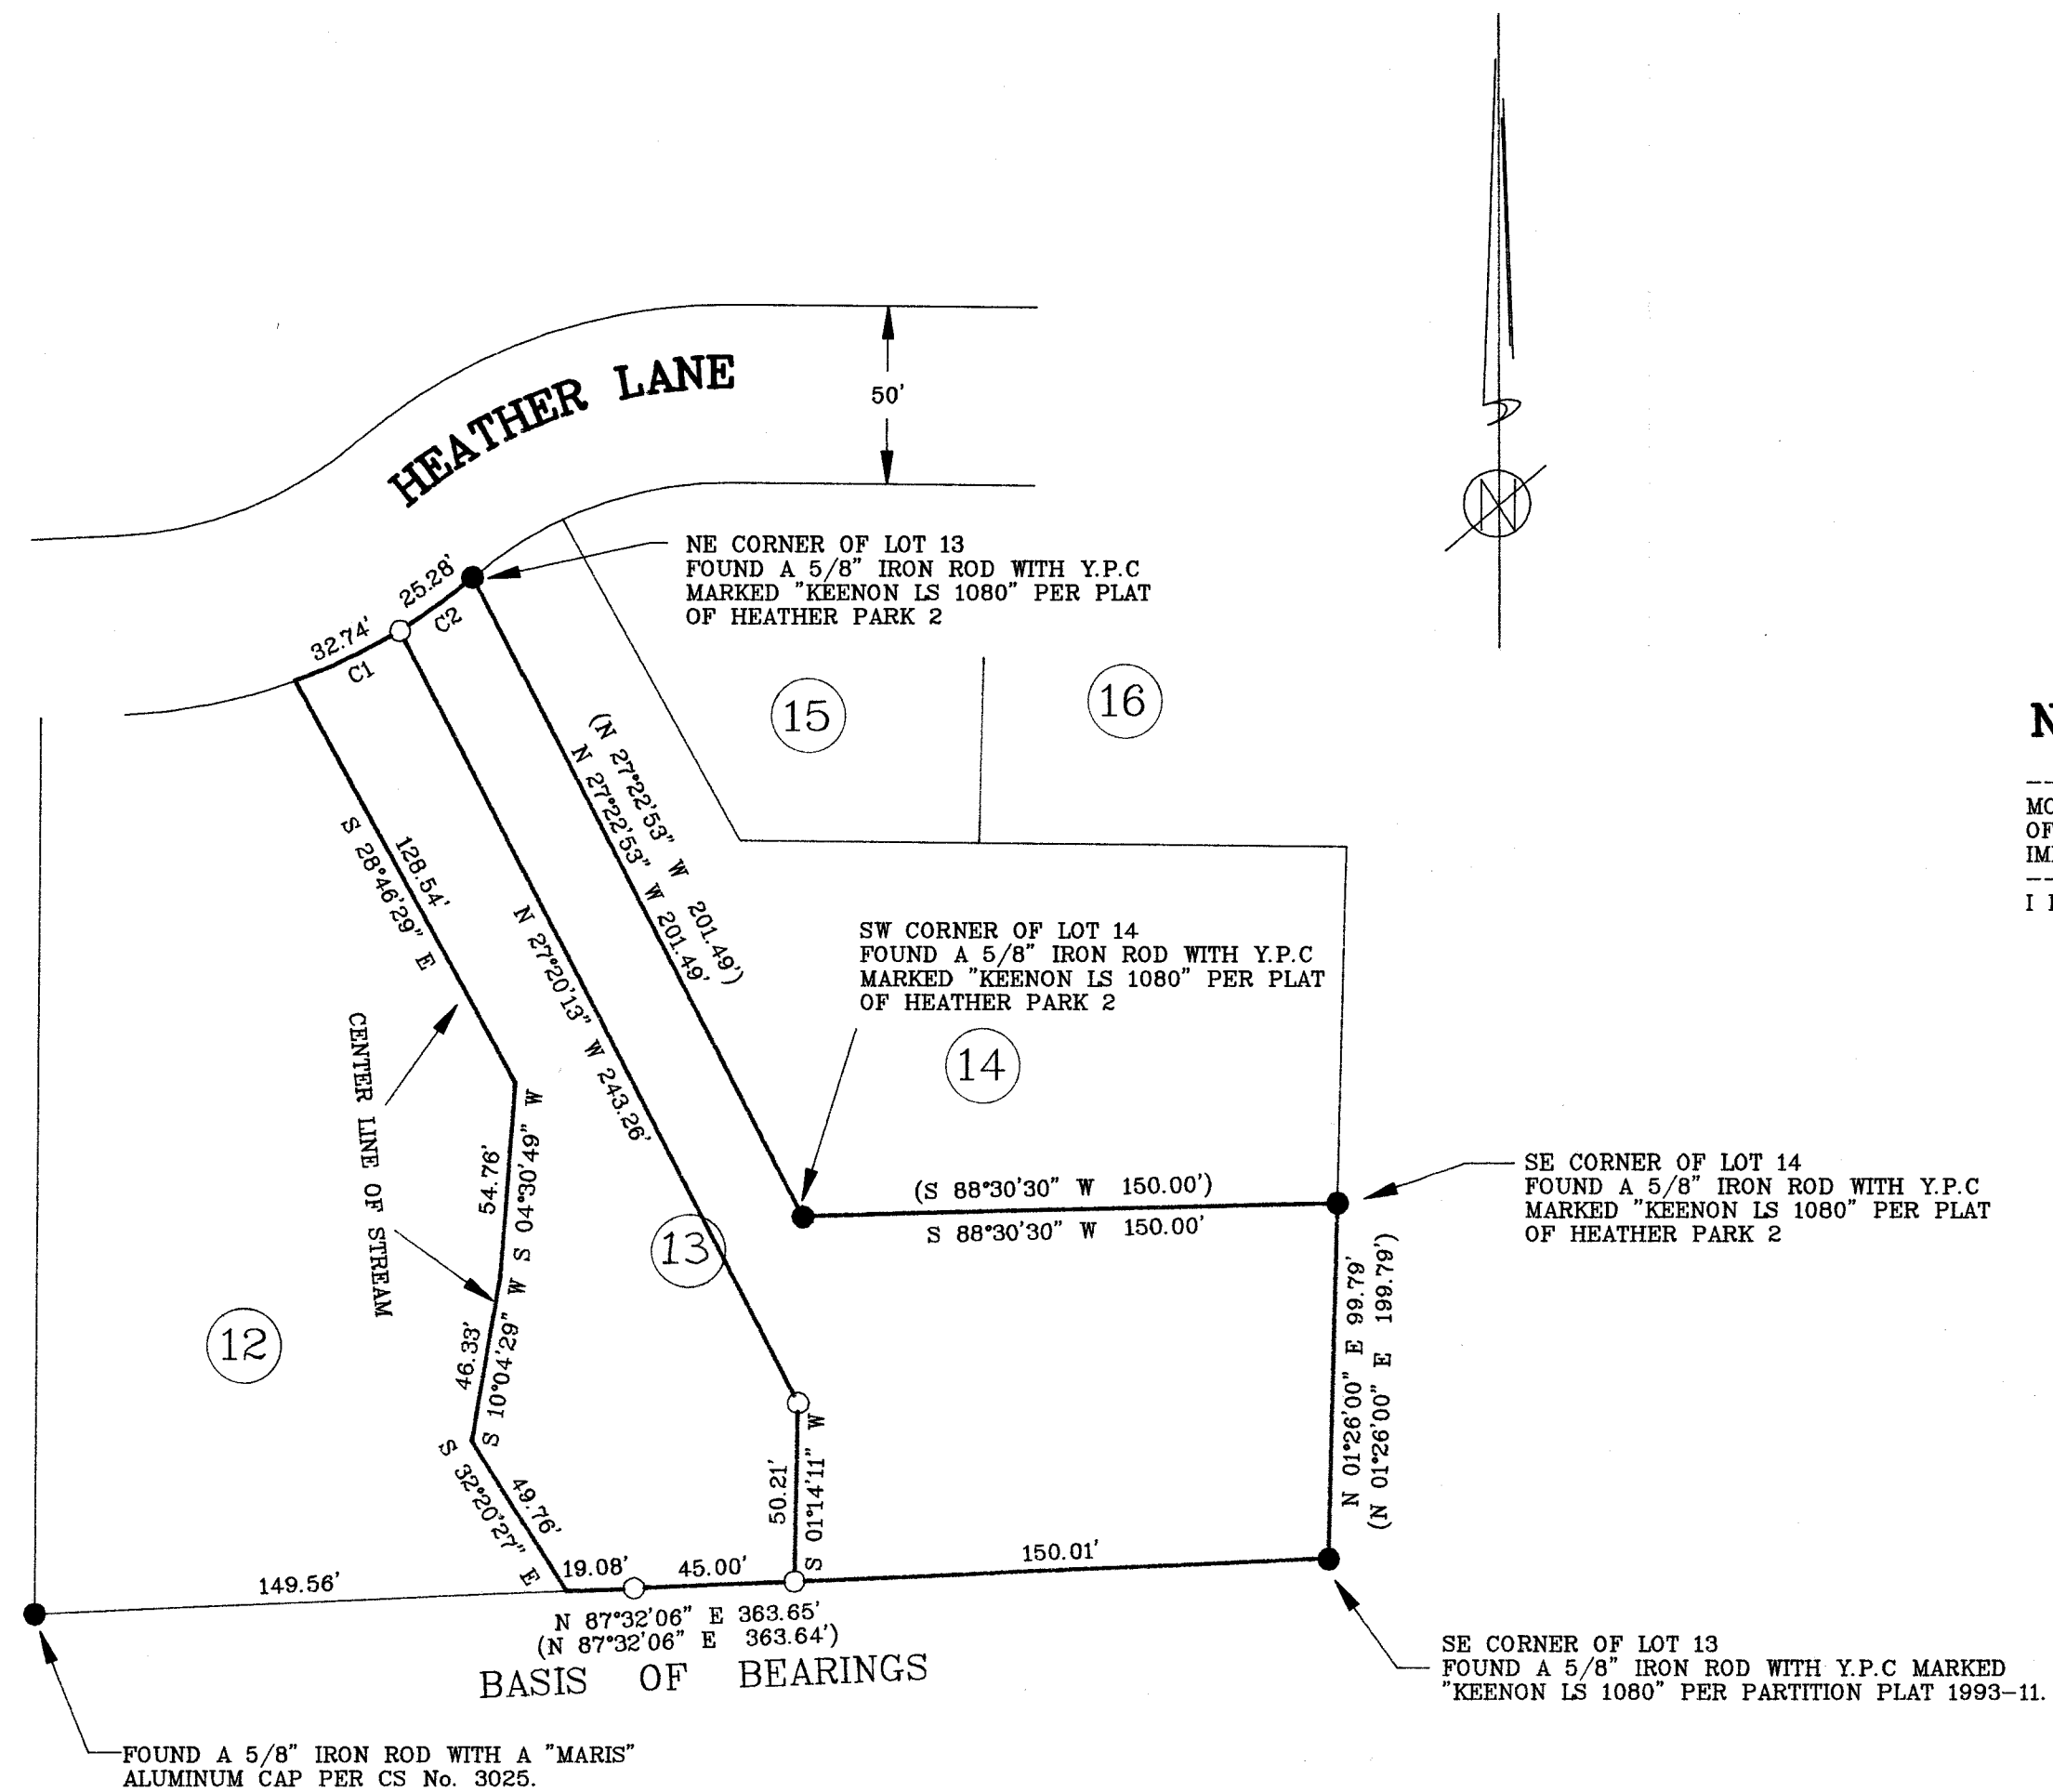 HEATHER LANE
50'
N
NE CORNER OF LOT 13
FOUND A 5/8" IRON ROD WITH Y.P.C
MARKED "KEENON LS 1080" PER PLAT
OF HEATHER PARK 2
25.28'
C2
32.74'
C1
15
16
N
MO
OF
IM
I
(N 27°22'53" W 201.49')
N 27°22'53" W 201.49'
128.54'
S 28°46'29" E
N 27°20'13" W 243.26'
SW CORNER OF LOT 14
FOUND A 5/8" IRON ROD WITH Y.P.C
MARKED "KEENON LS 1080" PER PLAT
OF HEATHER PARK 2
14
CENTER LINE OF STREAM
54.76'
S 04°30'49" W
(S 88°30'30" W 150.00')
S 88°30'30" W 150.00'
SE CORNER OF LOT 14
FOUND A 5/8" IRON ROD WITH Y.P.C
MARKED "KEENON LS 1080" PER PLAT
OF HEATHER PARK 2
13
12
46.33'
S 10°04'29" W
N 01°26'00" E 99.79'
(N 01°26'00" E 199.79')
49.76'
S 32°20'27" E
50.21'
S 01°14'11" W
149.56'
19.08'
45.00'
150.01'
N 87°32'06" E 363.65'
(N 87°32'06" E 363.64')
BASIS OF BEARINGS
SE CORNER OF LOT 13
FOUND A 5/8" IRON ROD WITH Y.P.C MARKED
"KEENON LS 1080" PER PARTITION PLAT 1993-11.
FOUND A 5/8" IRON ROD WITH A "MARIS"
ALUMINUM CAP PER CS No. 3025.